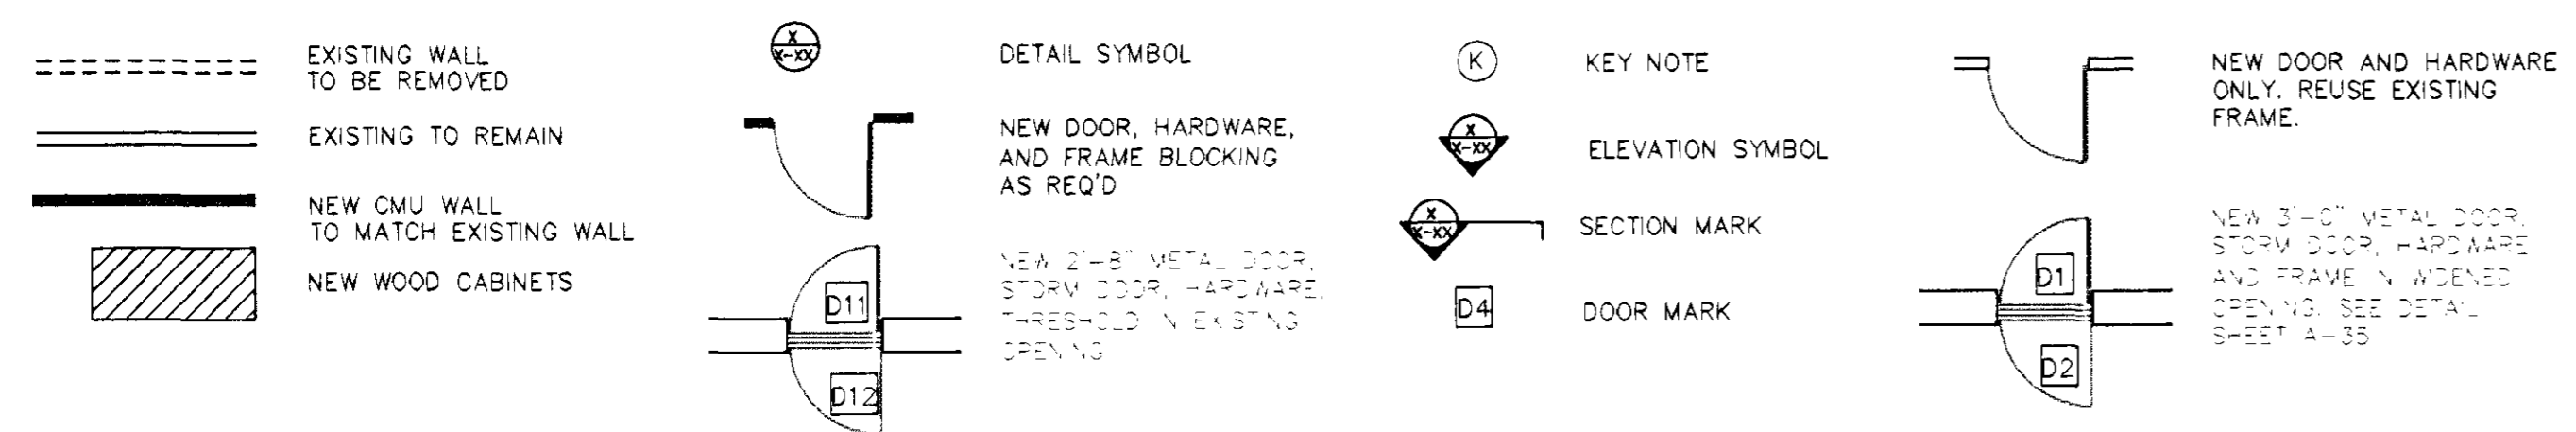 EXISTING WALL
TO BE REMOVED
EXISTING TO REMAIN
NEW CMU WALL
TO MATCH EXISTING WALL
NEW WOOD CABINETS
X
X-XX
DETAIL SYMBOL
NEW DOOR, HARDWARE,
AND FRAME BLOCKING
AS REQ'D
D11
D12
NEW 2'-8" METAL DOOR,
STORM DOOR, HARDWARE,
THRESHOLD IN EXISTING
OPENING
K
KEY NOTE
X
X-XX
ELEVATION SYMBOL
X
X-XX
SECTION MARK
D4
DOOR MARK
NEW DOOR AND HARDWARE
ONLY. REUSE EXISTING
FRAME.
D1
D2
NEW 3'-0" METAL DOOR,
STORM DOOR, HARDWARE
AND FRAME IN WIDENED
OPENING. SEE DETAIL
SHEET A-35